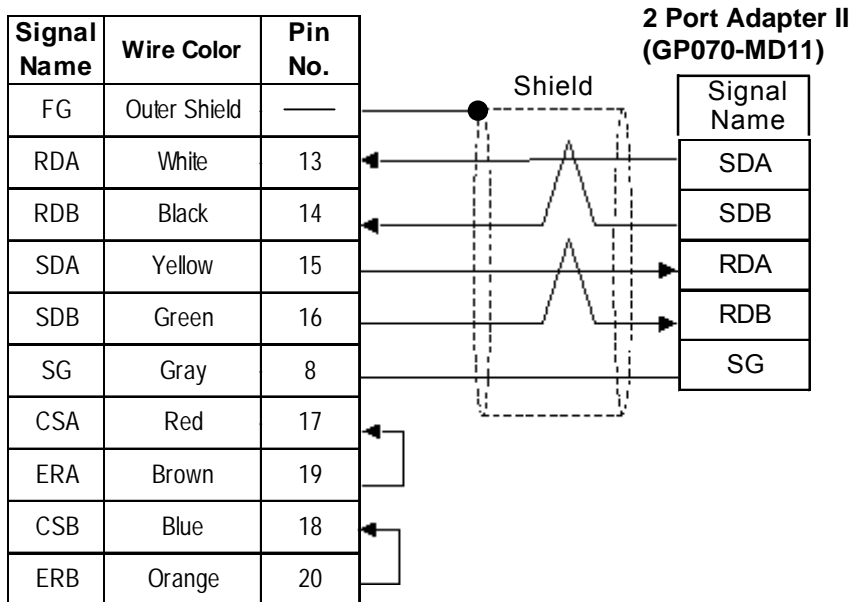 2 Port Adapter II
(GP070-MD11)
Signal Name Wire Color Pin No.
FG Outer Shield ——
RDA White 13
RDB Black 14
SDA Yellow 15
SDB Green 16
SG Gray 8
CSA Red 17
ERA Brown 19
CSB Blue 18
ERB Orange 20
Shield
Signal
Name
SDA
SDB
RDA
RDB
SG